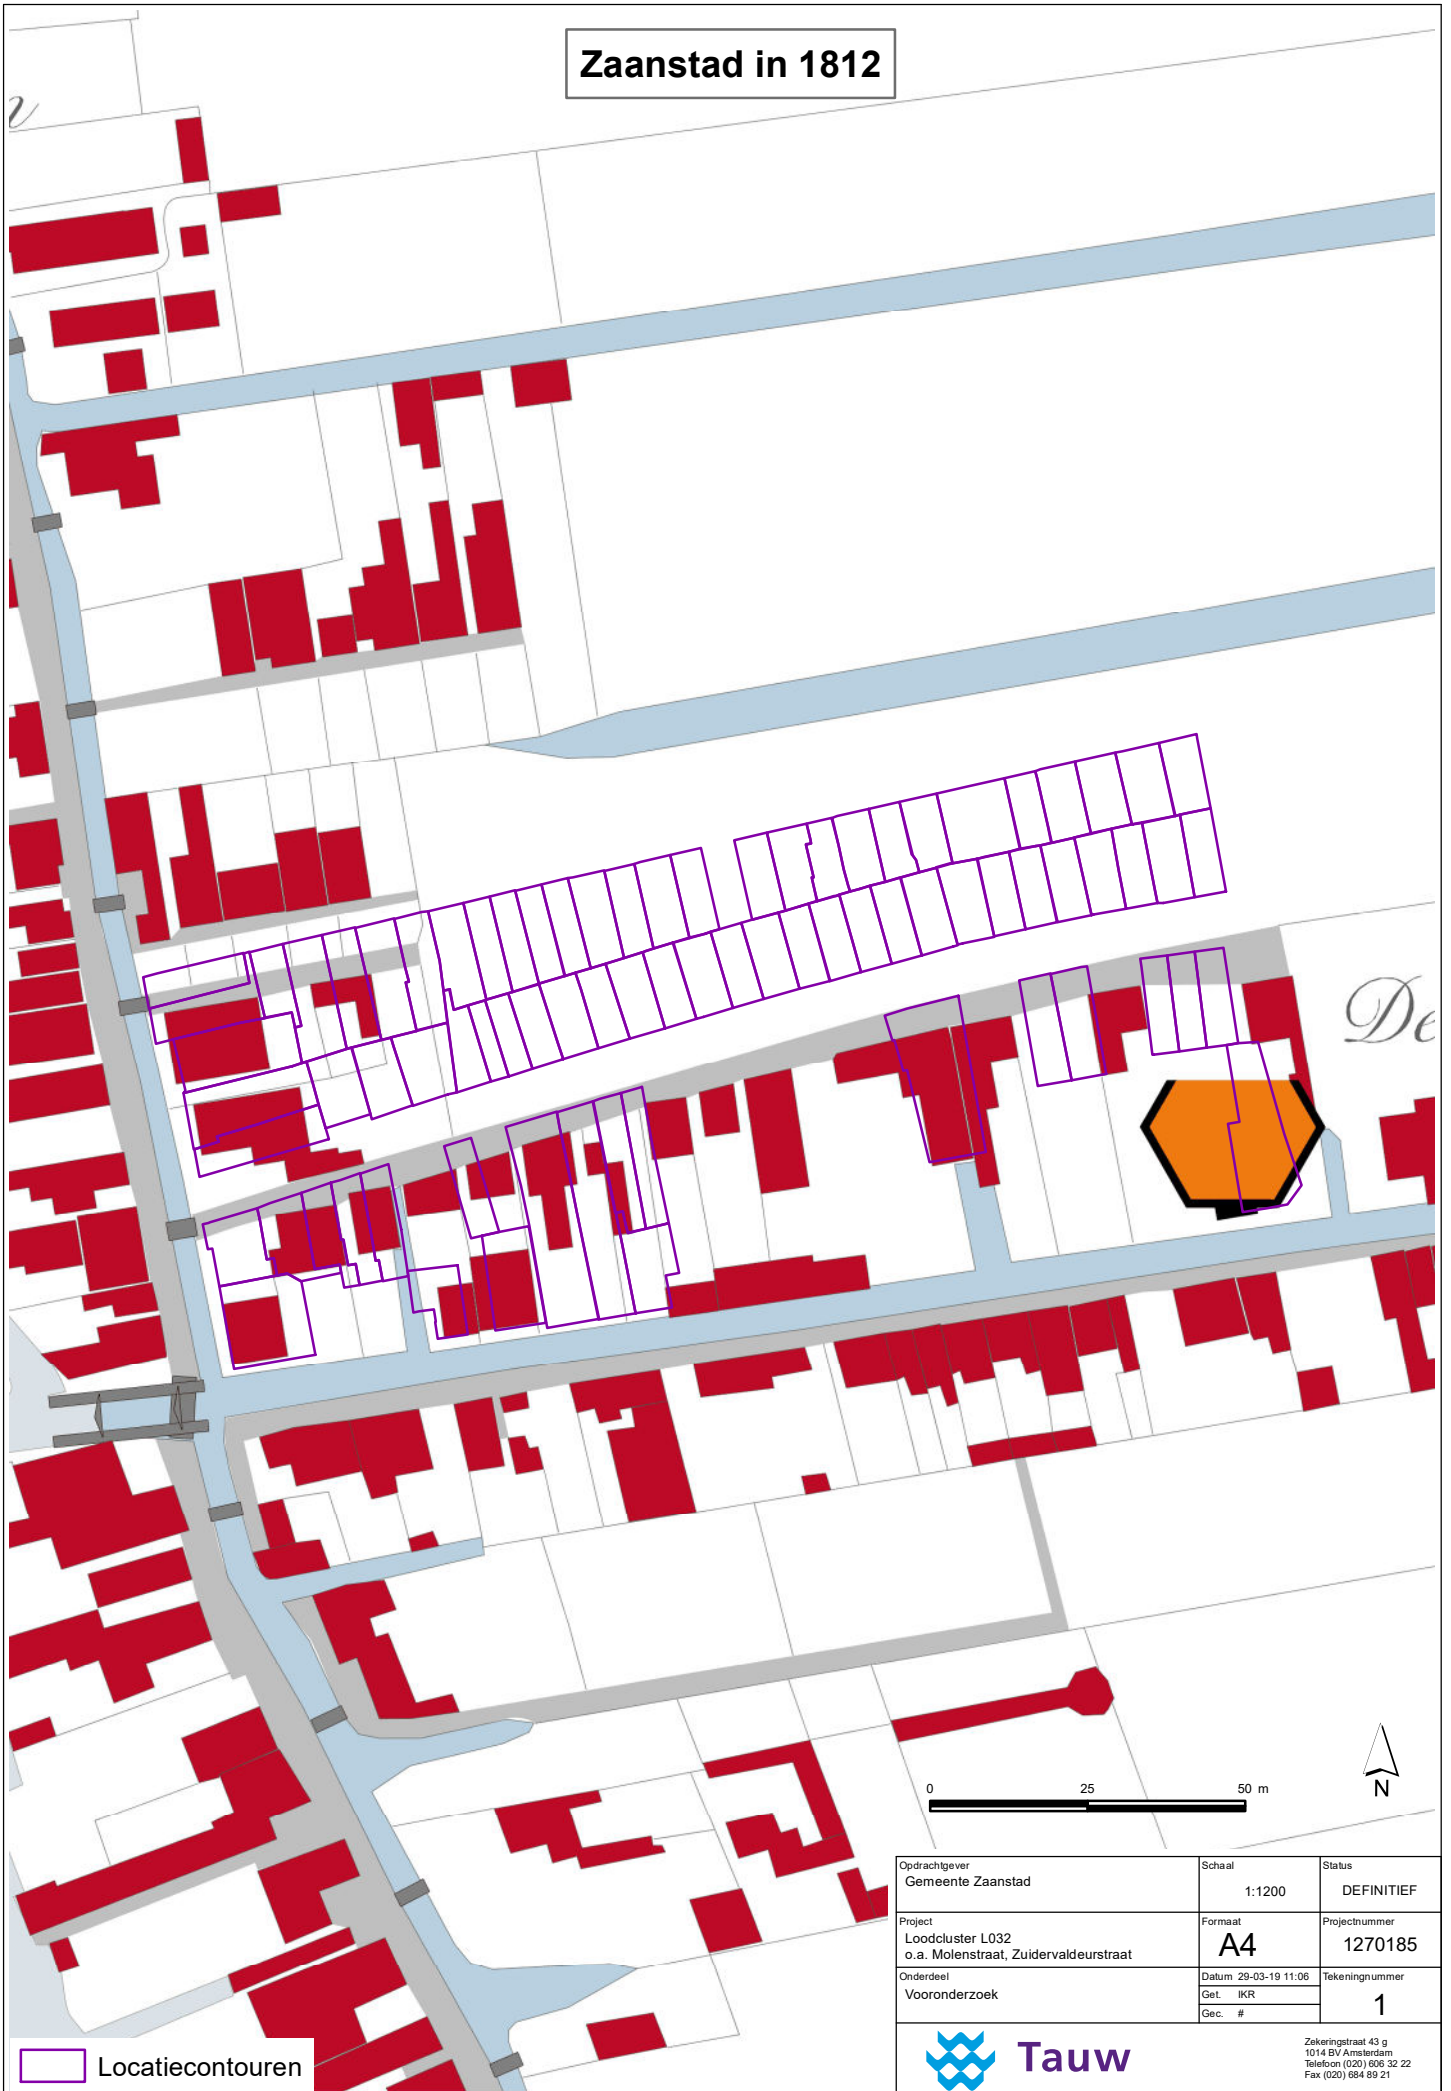 Zaanstad in 1812
De
0 25 50 m
N
Opdrachtgever
Gemeente Zaanstad
Schaal
1:1200
Status
DEFINITIEF
Project
Loodcluster L032
o.a. Molenstraat, Zuidervaldeurstraat
Formaat
A4
Projectnummer
1270185
Onderdeel
Vooronderzoek
Datum 29-03-19 11:06
Get. IKR
Gec. #
Tekeningnummer
1
Tauw
Zekeringstraat 43 g
1014 BV Amsterdam
Telefoon (020) 606 32 22
Fax (020) 684 89 21
Locatiecontouren